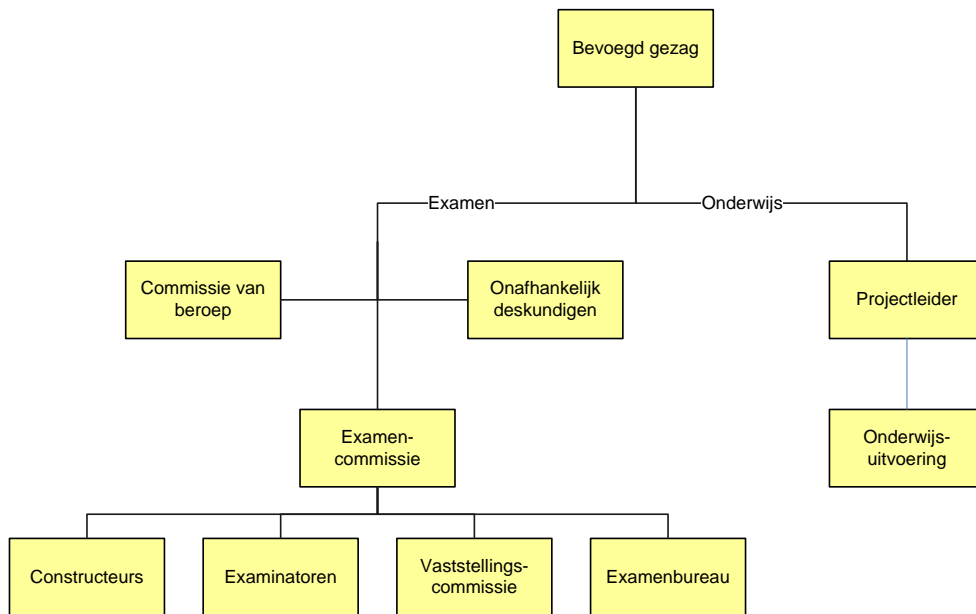 Bevoegd gezag
Examen
Onderwijs
Commissie van
beroep
Onafhankelijk
deskundigen
Projectleider
Examen-
commissie
Onderwijs-
uitvoering
Constructeurs
Examinatoren
Vaststellings-
commissie
Examenbureau